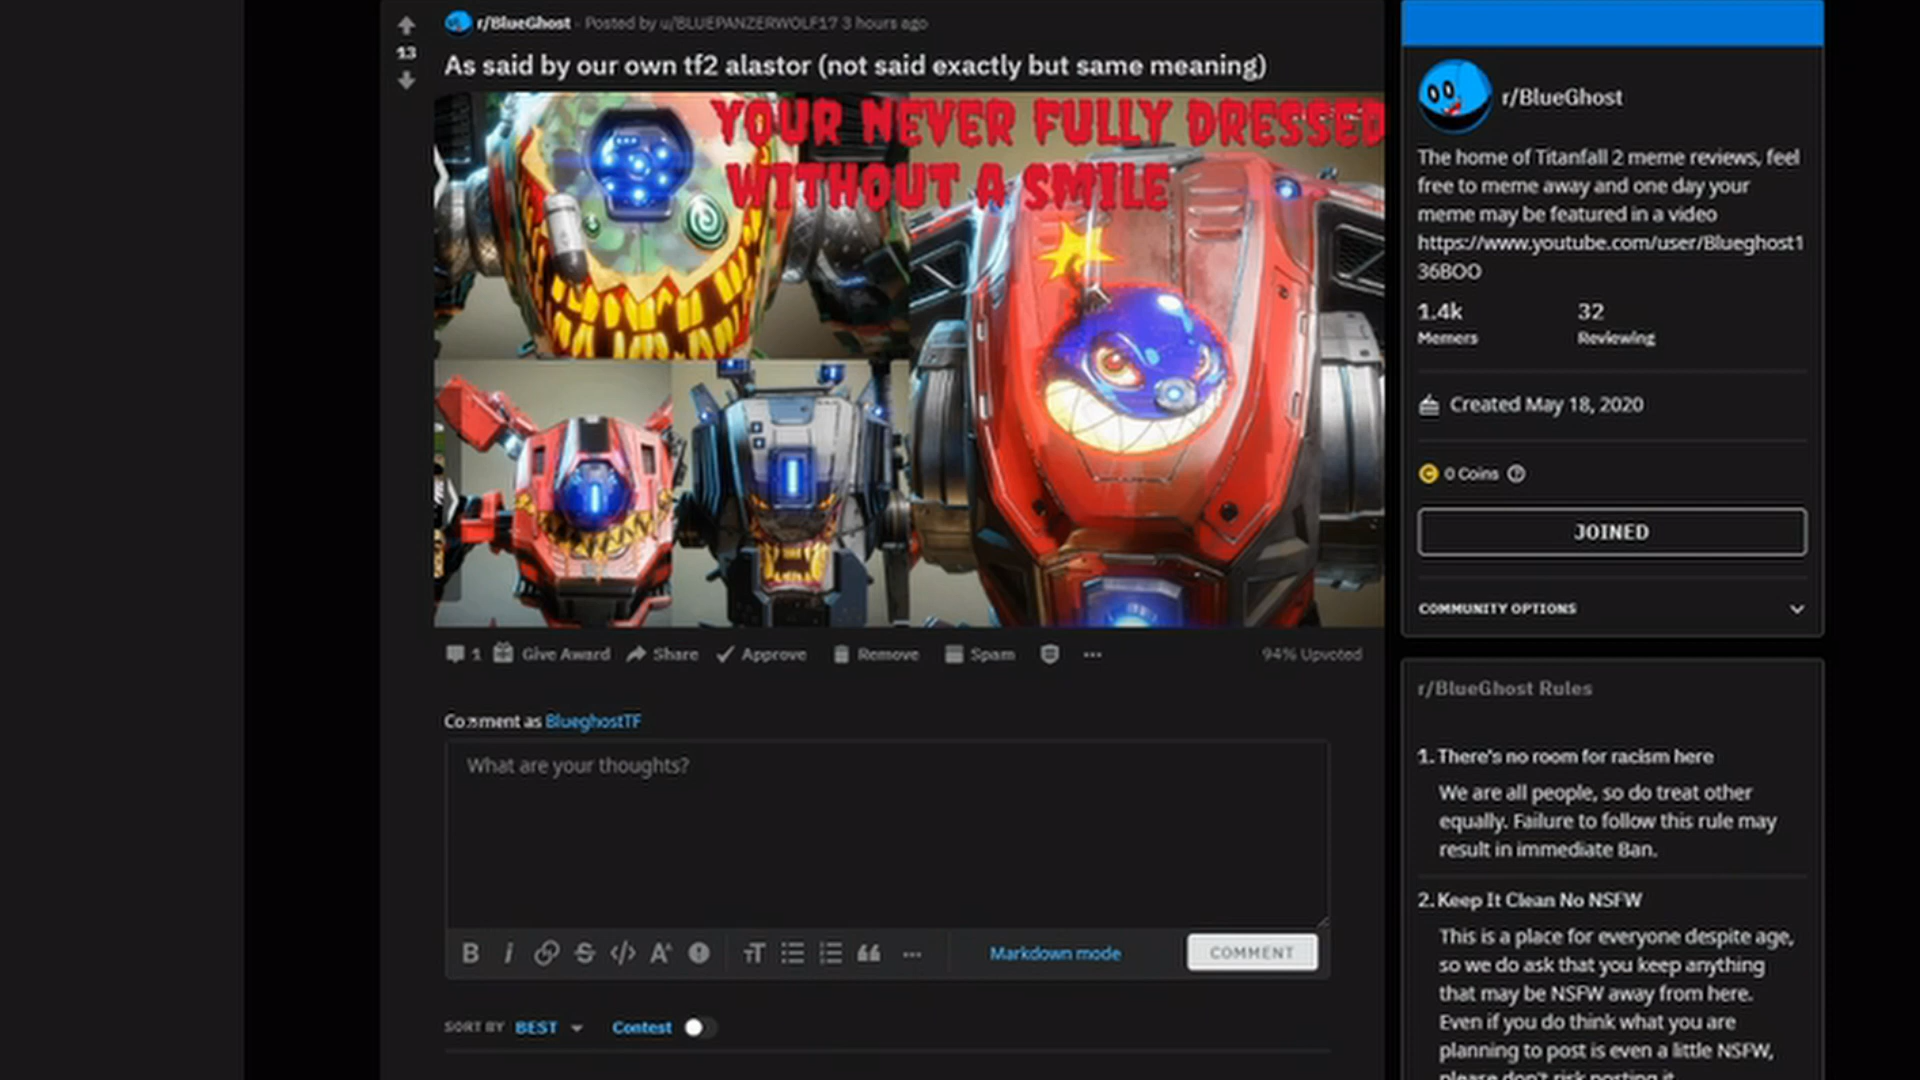 r/BlueGhost · Posted by u/BLUEPANZERWOLF17 3 hours ago
13
As said by our own tf2 alastor (not said exactly but same meaning)
YOUR NEVER FULLY DRESSED
WITHOUT A SMILE
1 Give Award Share Approve Remove Spam ••• 94% Upvoted
Comment as BlueghostTF
What are your thoughts?
Markdown mode COMMENT
SORT BY BEST Contest
r/BlueGhost
The home of Titanfall 2 meme reviews, feel
free to meme away and one day your
meme may be featured in a video
https://www.youtube.com/user/Blueghost1
36BOO
1.4k 32
Memers Reviewing
Created May 18, 2020
0 Coins
JOINED
COMMUNITY OPTIONS
r/BlueGhost Rules
1. There's no room for racism here
We are all people, so do treat other
equally. Failure to follow this rule may
result in immediate Ban.
2. Keep It Clean No NSFW
This is a place for everyone despite age,
so we do ask that you keep anything
that may be NSFW away from here.
Even if you do think what you are
planning to post is even a little NSFW,
please don't risk posting it